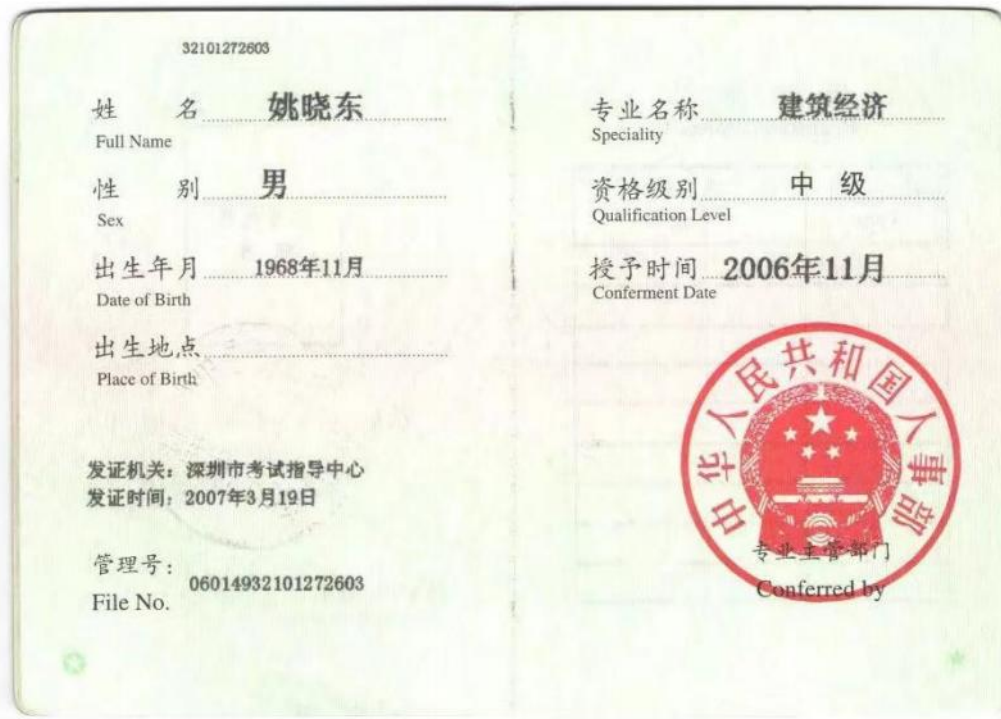 32101272603
姓 名 姚晓东
Full Name
性 别 男
Sex
出生年月 1968年11月
Date of Birth
出生地点
Place of Birth
发证机关：深圳市考试指导中心
发证时间：2007年3月19日
管理号：
06014932101272603
File No.
专业名称 建筑经济
Speciality
资格级别 中 级
Qualification Level
授予时间 2006年11月
Conferment Date
中华人民共和国人事部
专业主管部门
Conferred by